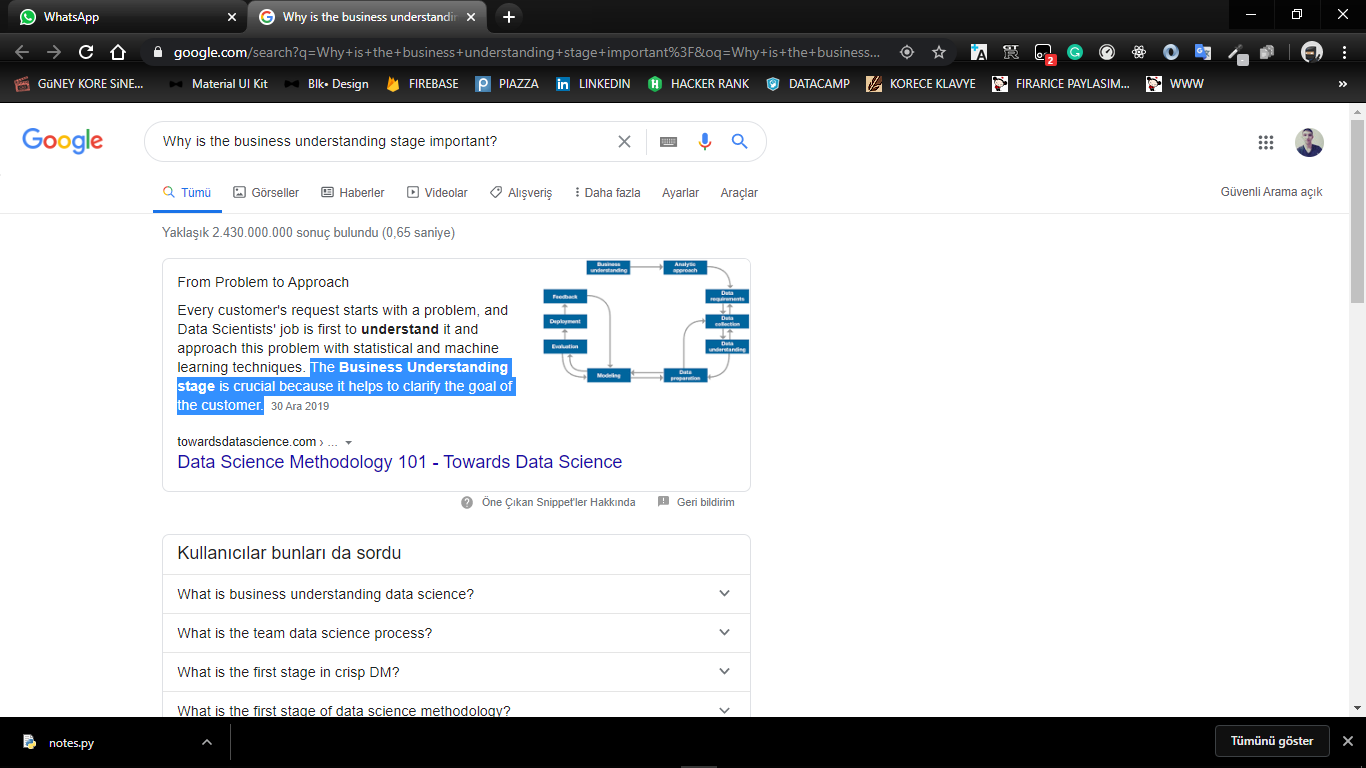 WhatsApp
Why is the business understandin
google.com/search?q=Why+is+the+business+understanding+stage+important%3F&oq=Why+is+the+business...
2
GüNEY KORE SiNE...
Material UI Kit
Blk• Design
FIREBASE
PIAZZA
LINKEDIN
HACKER RANK
DATACAMP
KORECE KLAVYE
FIRARICE PAYLASIM...
WWW
»
Google
Why is the business understanding stage important?
Tümü
Görseller
Haberler
Videolar
Alışveriş
Daha fazla
Ayarlar
Araçlar
Güvenli Arama açık
Yaklaşık 2.430.000.000 sonuç bulundu (0,65 saniye)
From Problem to Approach
Every customer's request starts with a problem, and
Data Scientists' job is first to understand it and
approach this problem with statistical and machine
learning techniques. The Business Understanding
stage is crucial because it helps to clarify the goal of
the customer. 30 Ara 2019
Business
understanding
Analytic
approach
Feedback
Data
requirements
Deployment
Data
collection
Evaluation
Data
understanding
Modeling
Data
preparation
towardsdatascience.com › ...
Data Science Methodology 101 - Towards Data Science
Öne Çıkan Snippet'ler Hakkında
Geri bildirim
Kullanıcılar bunları da sordu
What is business understanding data science?
What is the team data science process?
What is the first stage in crisp DM?
What is the first stage of data science methodology?
notes.py
Tümünü göster